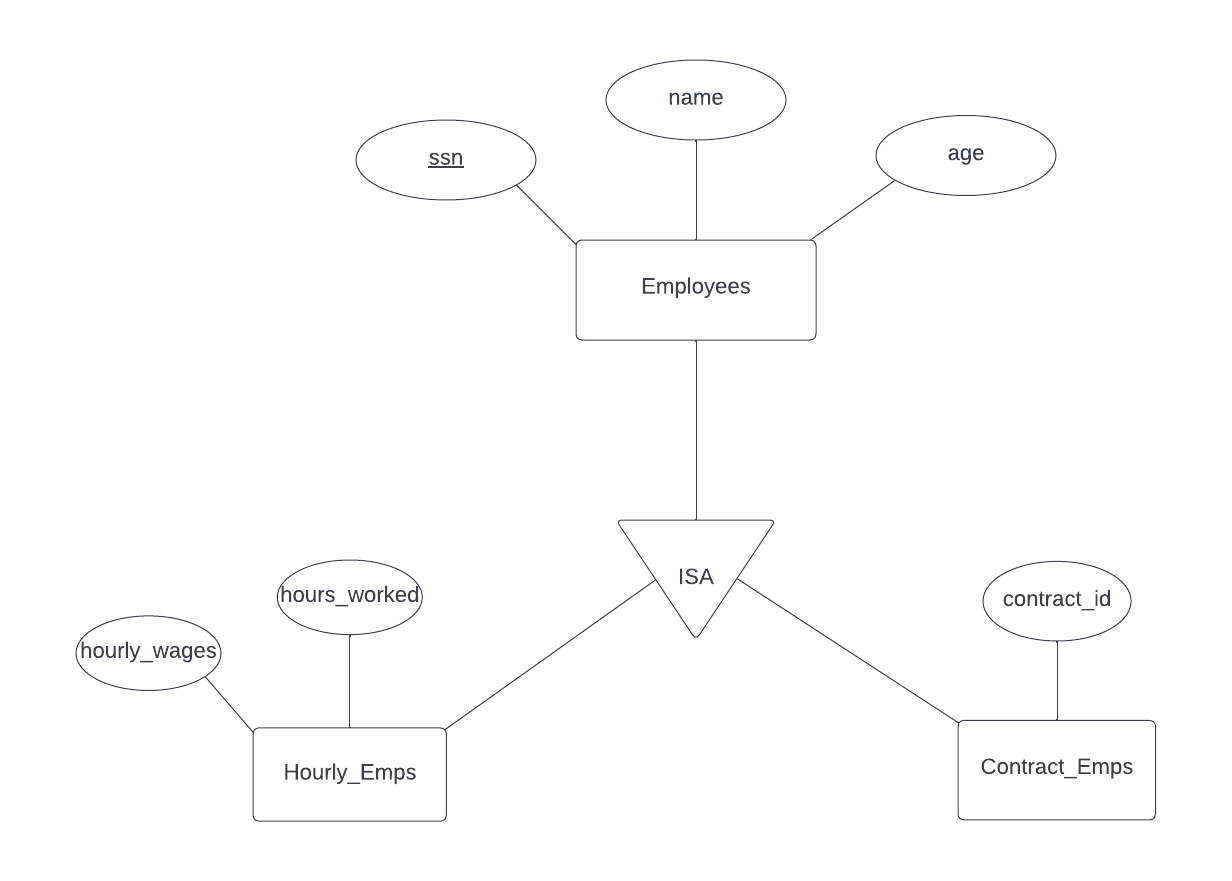 name
ssn
age
Employees
ISA
hours_worked
contract_id
hourly_wages
Hourly_Emps
Contract_Emps